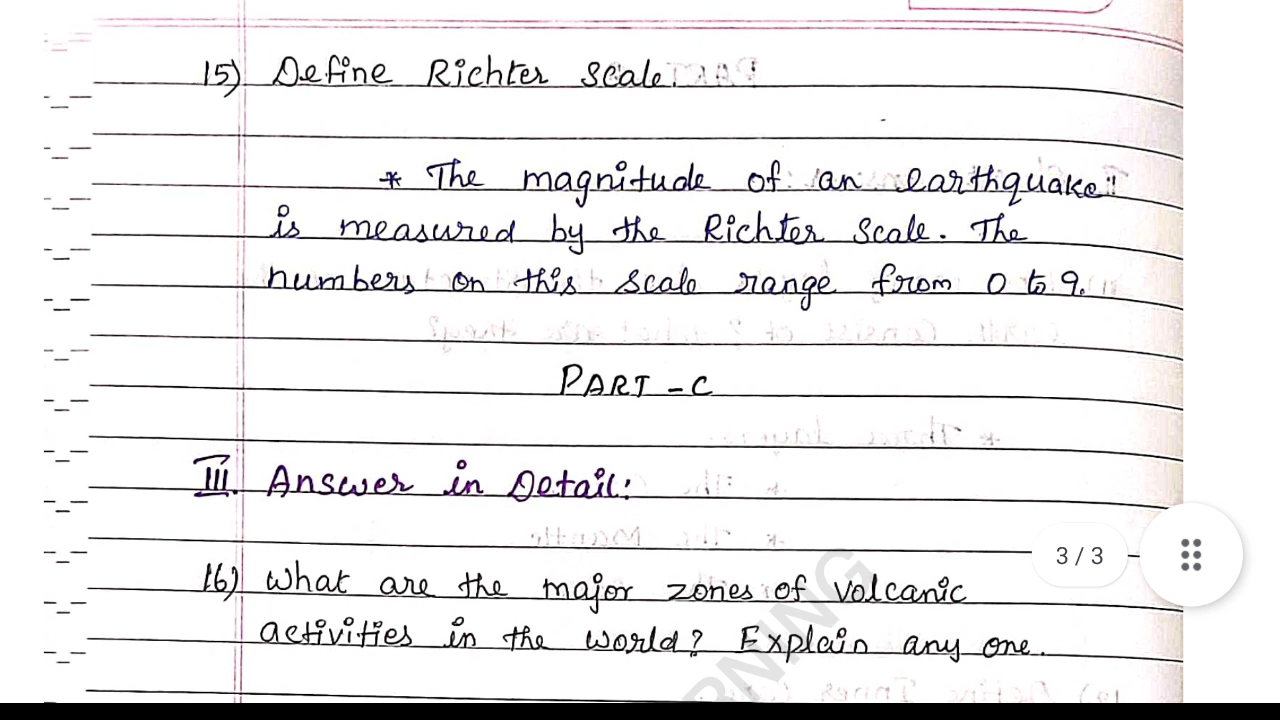 15) Define Richter Scale.
* The magnitude of an earthquake
is measured by the Richter Scale. The
numbers on this scale range from 0 to 9.
PART - C
III. Answer in Detail:
3 / 3
16) What are the major zones of volcanic
activities in the world? Explain any one.